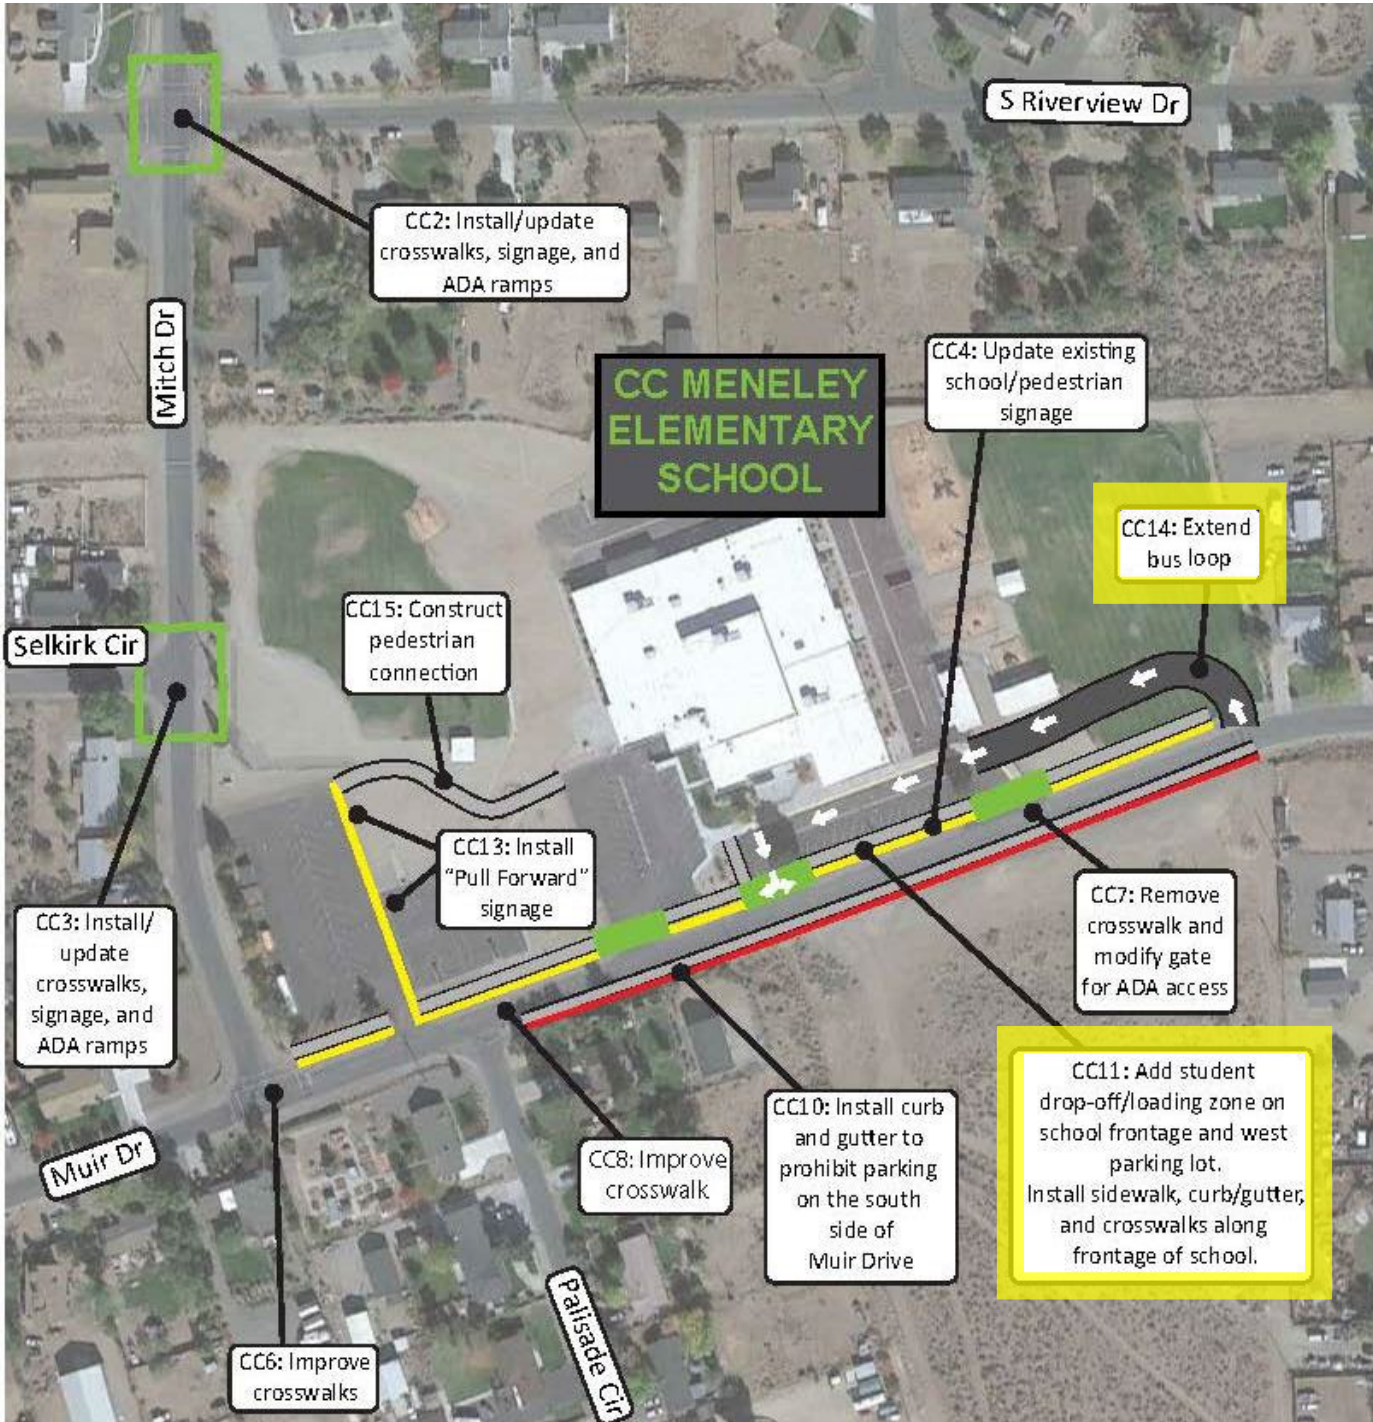 S Riverview Dr
CC2: Install/update
crosswalks, signage, and
ADA ramps
Mitch Dr
CC MENELEY
ELEMENTARY
SCHOOL
CC4: Update existing
school/pedestrian
signage
CC14: Extend
bus loop
CC15: Construct
pedestrian
connection
Selkirk Cir
CC13: Install
“Pull Forward”
signage
CC7: Remove
crosswalk and
modify gate
for ADA access
CC3: Install/
update
crosswalks,
signage, and
ADA ramps
CC11: Add student
drop-off/loading zone on
school frontage and west
parking lot.
Install sidewalk, curb/gutter,
and crosswalks along
frontage of school.
CC10: Install curb
and gutter to
prohibit parking
on the south
side of
Muir Drive
CC8: Improve
crosswalk
Muir Dr
Palisade Cir
CC6: Improve
crosswalks